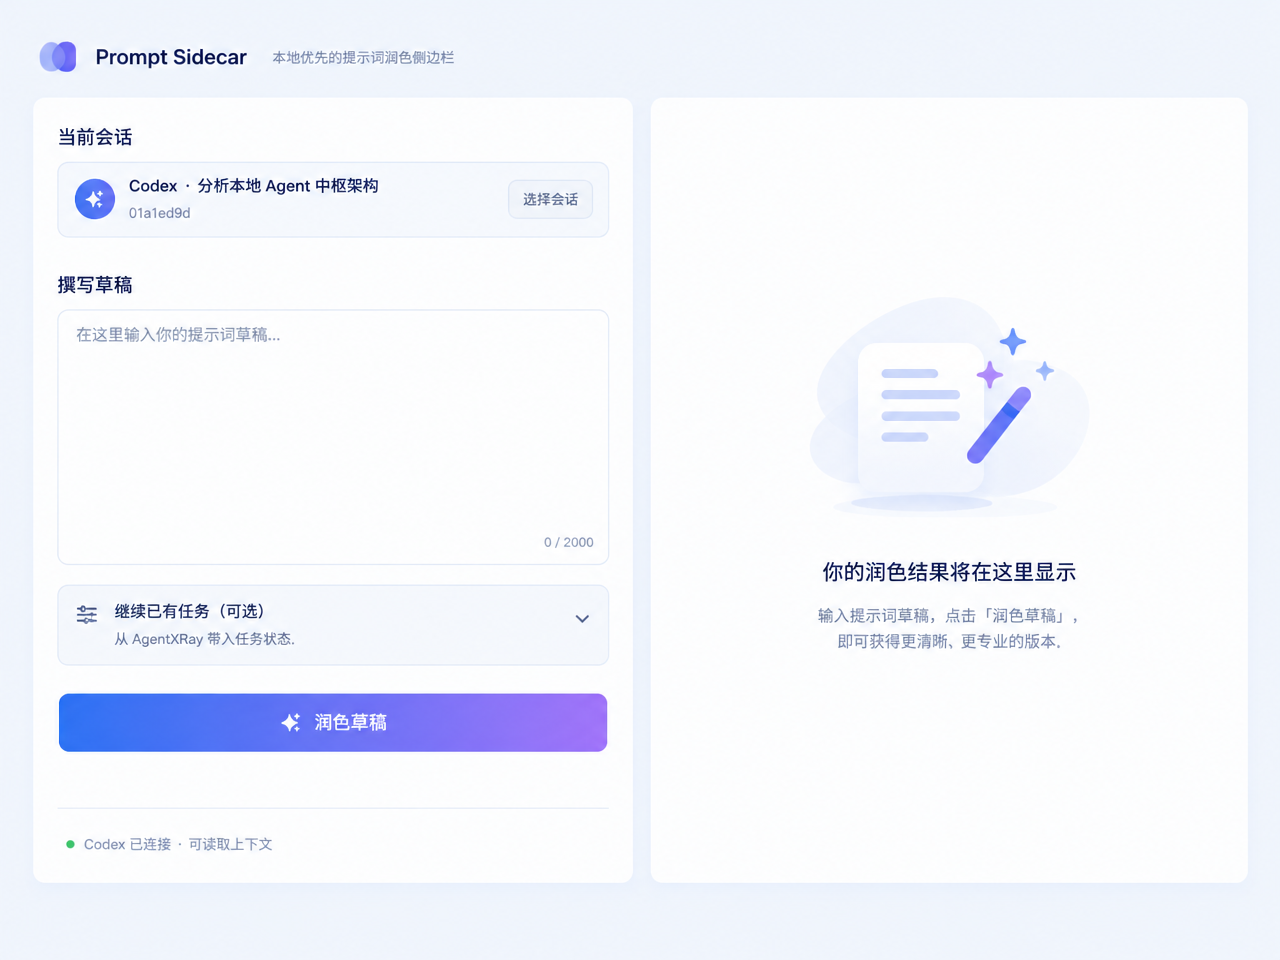 Prompt Sidecar
本地优先的提示词润色侧边栏
当前会话
Codex · 分析本地 Agent 中枢架构
01a1ed9d
选择会话
撰写草稿
在这里输入你的提示词草稿...
0 / 2000
继续已有任务（可选）
从 AgentXRay 带入任务状态.
润色草稿
Codex 已连接 · 可读取上下文
你的润色结果将在这里显示
输入提示词草稿，点击「润色草稿」,
即可获得更清晰、更专业的版本.